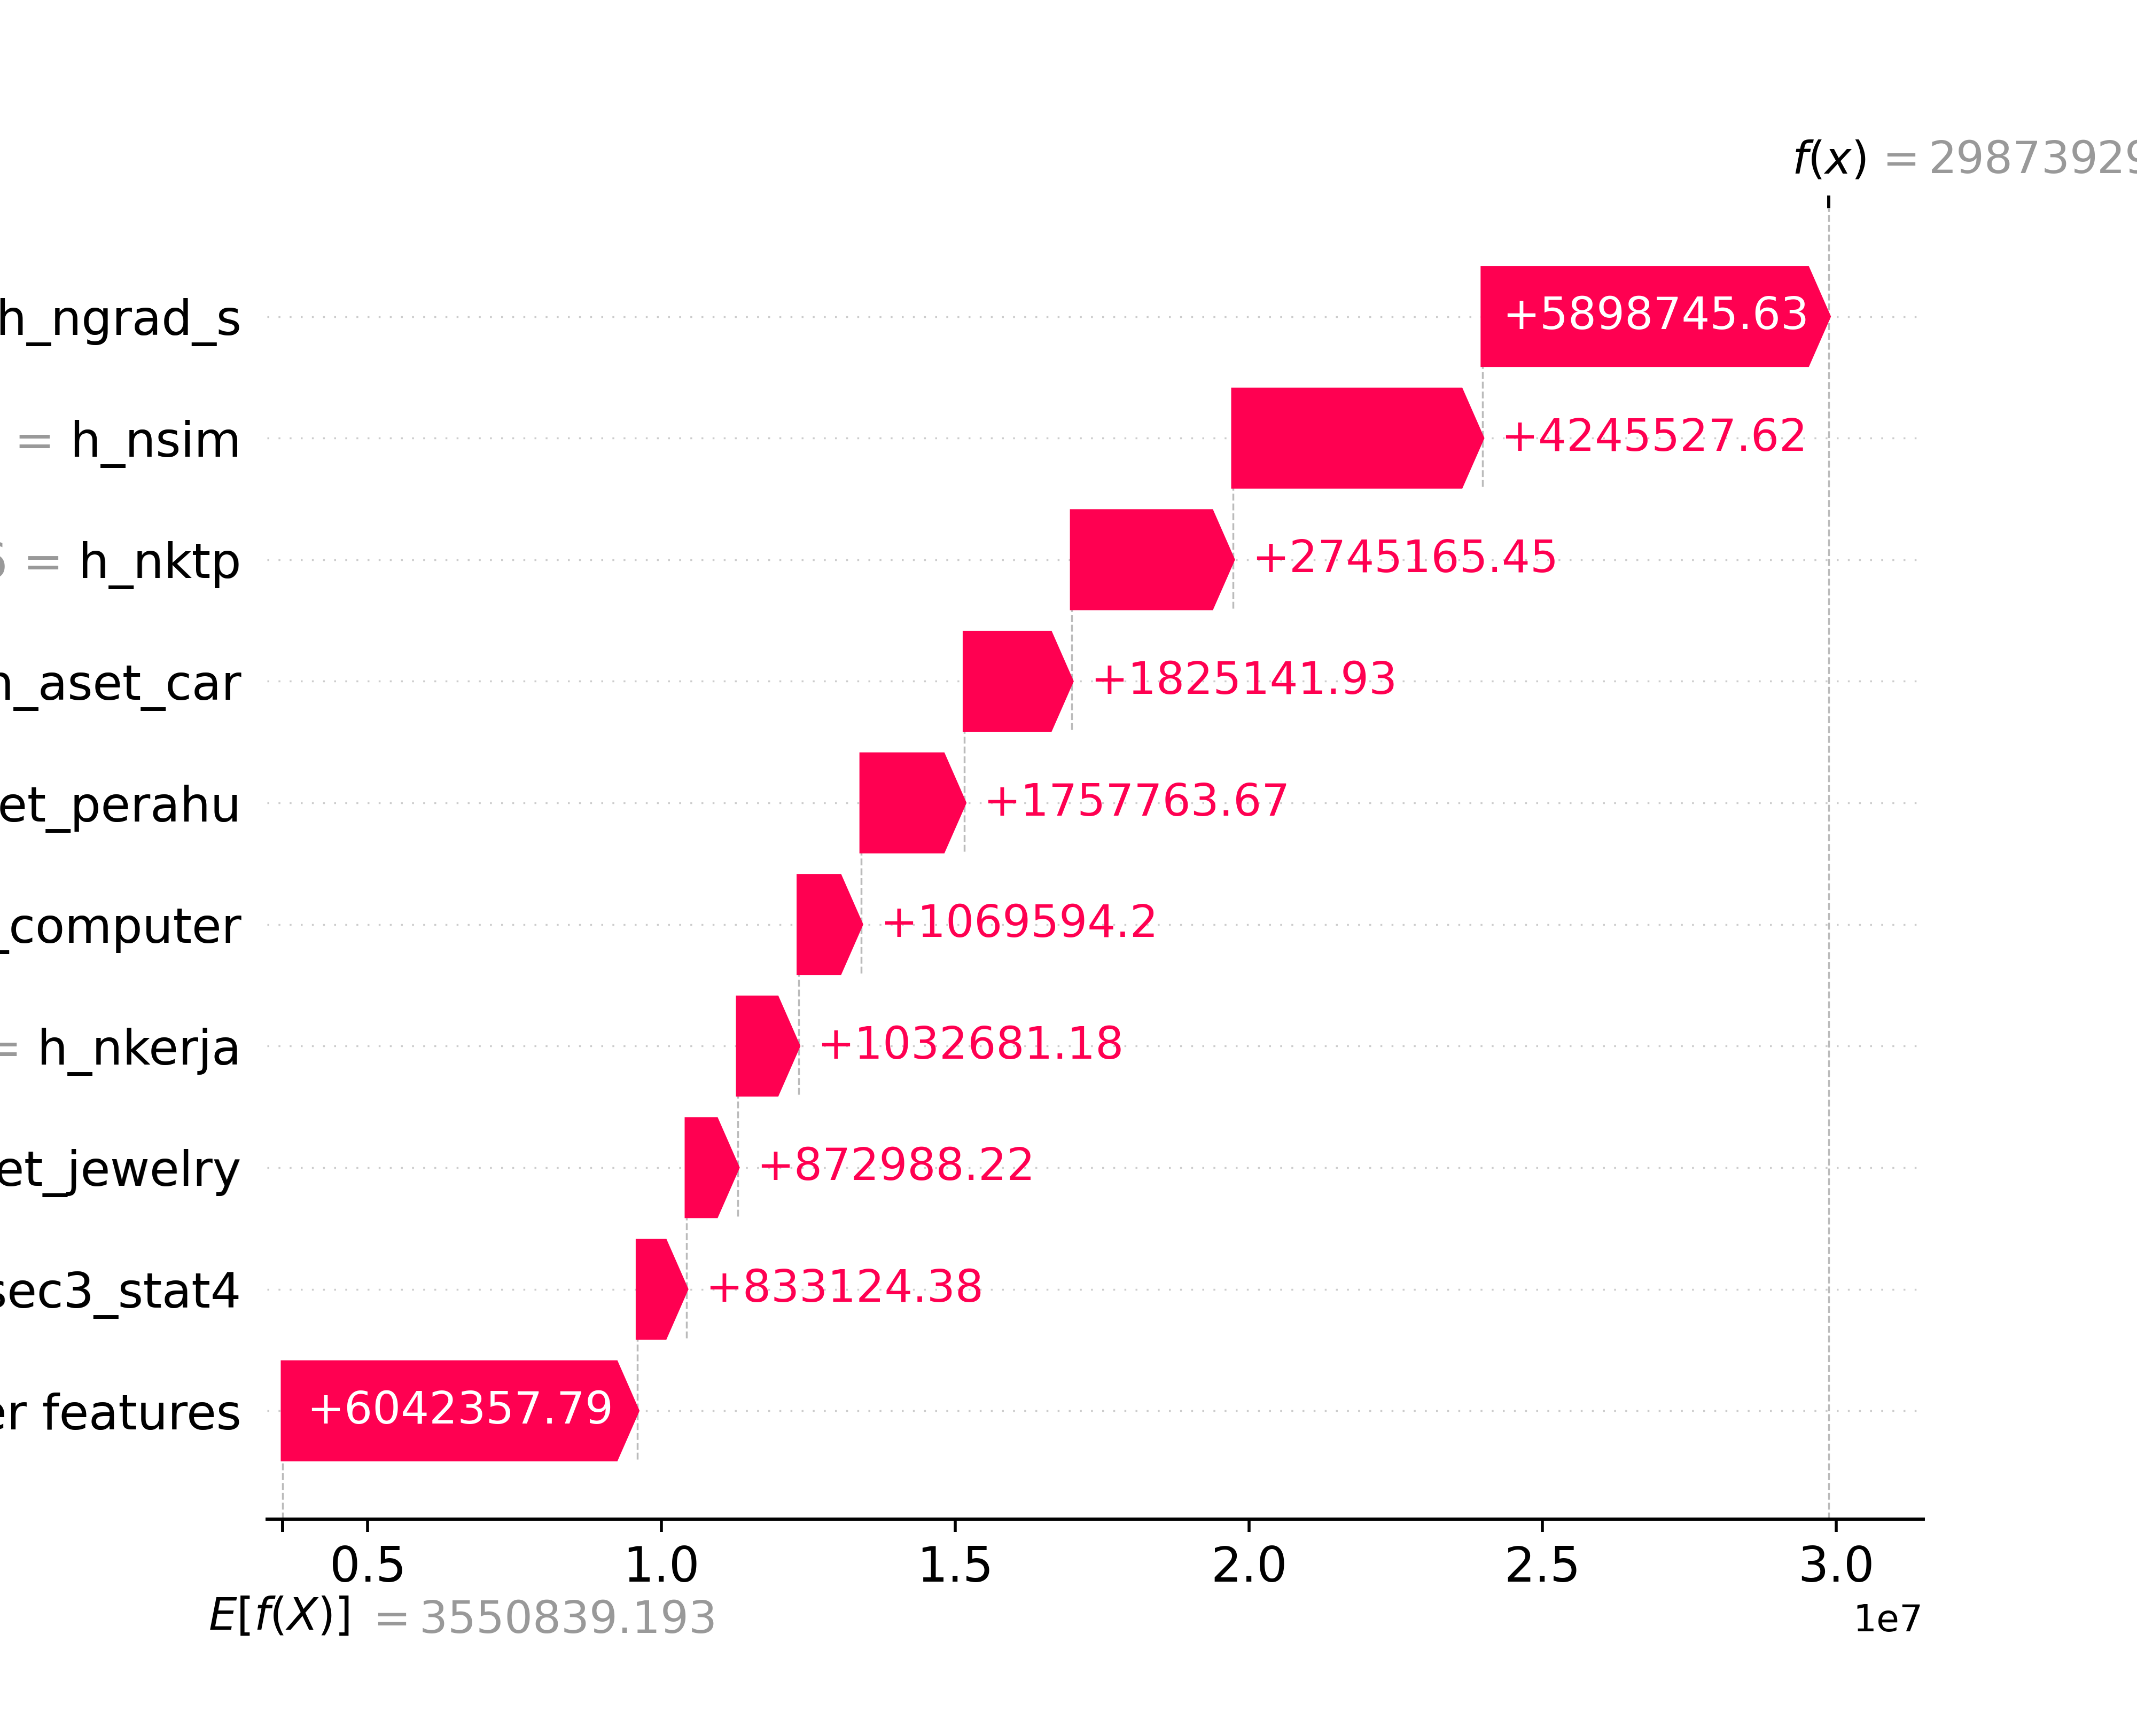 f(x) = 29873929
h_ngrad_s +5898745.63
= h_nsim +4245527.62
= h_nktp +2745165.45
_aset_car +1825141.93
et_perahu +1757763.67
_computer +1069594.2
= h_nkerja +1032681.18
et_jewelry +872988.22
sec3_stat4 +833124.38
er features +6042357.79
0.5 1.0 1.5 2.0 2.5 3.0
E[f(X)] = 3550839.193
1e7